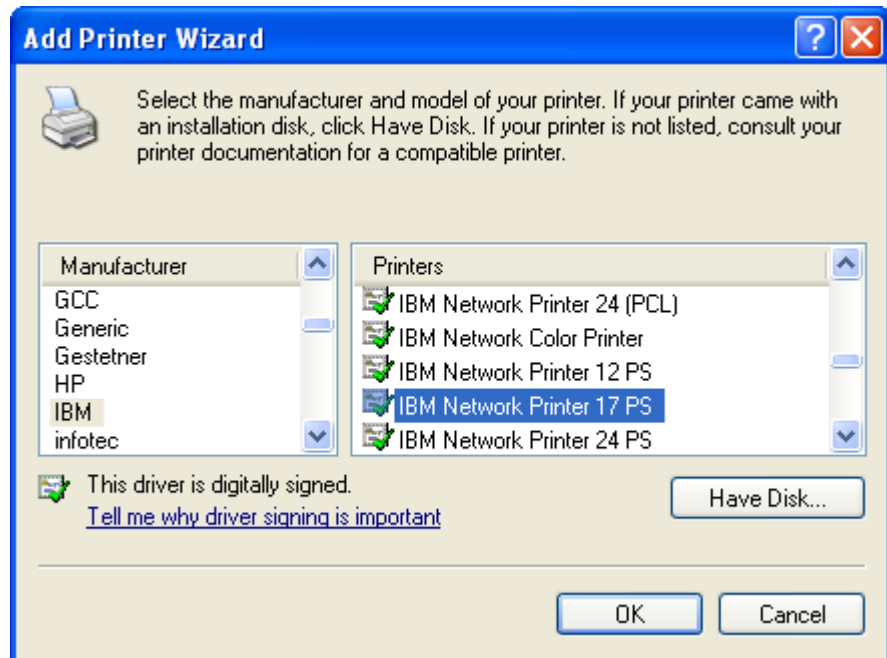 Add Printer Wizard
Select the manufacturer and model of your printer. If your printer came with
an installation disk, click Have Disk. If your printer is not listed, consult your
printer documentation for a compatible printer.
Manufacturer
GCC
Generic
Gestetner
HP
IBM
infotec
Printers
IBM Network Printer 24 (PCL)
IBM Network Color Printer
IBM Network Printer 12 PS
IBM Network Printer 17 PS
IBM Network Printer 24 PS
This driver is digitally signed.
Tell me why driver signing is important
Have Disk...
OK
Cancel